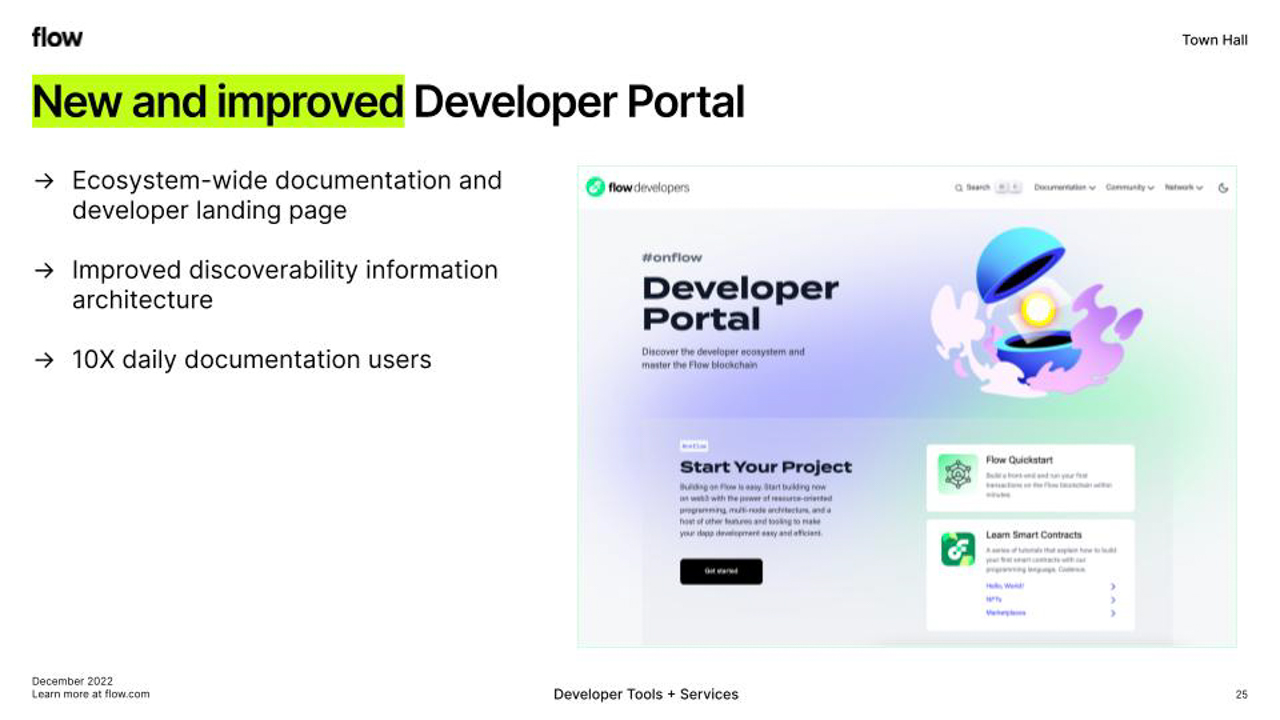 flow
Town Hall
New and improved Developer Portal
→ Ecosystem-wide documentation and
developer landing page
→ Improved discoverability information
architecture
→ 10X daily documentation users
flow developers
Search
Documentation
Community
Network
#onflow
Developer
Portal
Discover the developer ecosystem and
master the Flow blockchain
#onflow
Start Your Project
Building on Flow is easy. Start building now
on web3 with the power of resource-oriented
programming, multi-node architecture, and a
host of other features and tooling to make
your dapp development easy and efficient.
Get started
Flow Quickstart
Build a front-end and run your first
transactions on the Flow blockchain within
minutes
Learn Smart Contracts
A series of tutorials that explain how to build
your first smart contracts with our
programming language, Cadence.
Hello, World!
NFTs
Marketplaces
December 2022
Learn more at flow.com
Developer Tools + Services
25